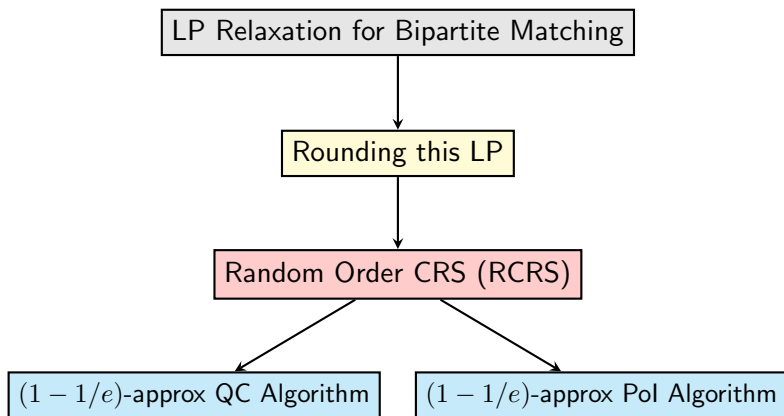 LP Relaxation for Bipartite Matching
Rounding this LP
Random Order CRS (RCRS)
(1 − 1/e)-approx QC Algorithm
(1 − 1/e)-approx PoI Algorithm